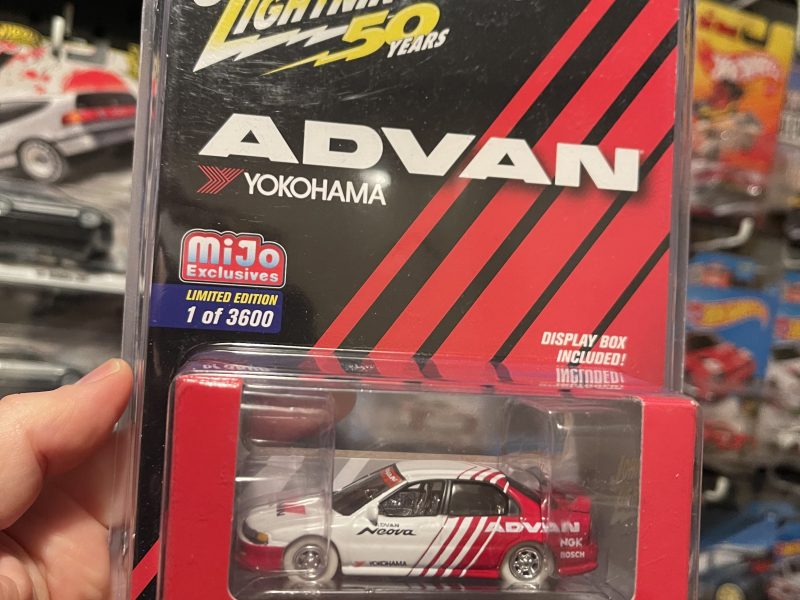 LIGHTNING
50
YEARS
ADVAN
YOKOHAMA
MiJo
Exclusives
LIMITED EDITION
1 of 3600
DISPLAY BOX
INCLUDED!
ADVAN
Neova
YOKOHAMA
ADVAN
NGK
BOSCH